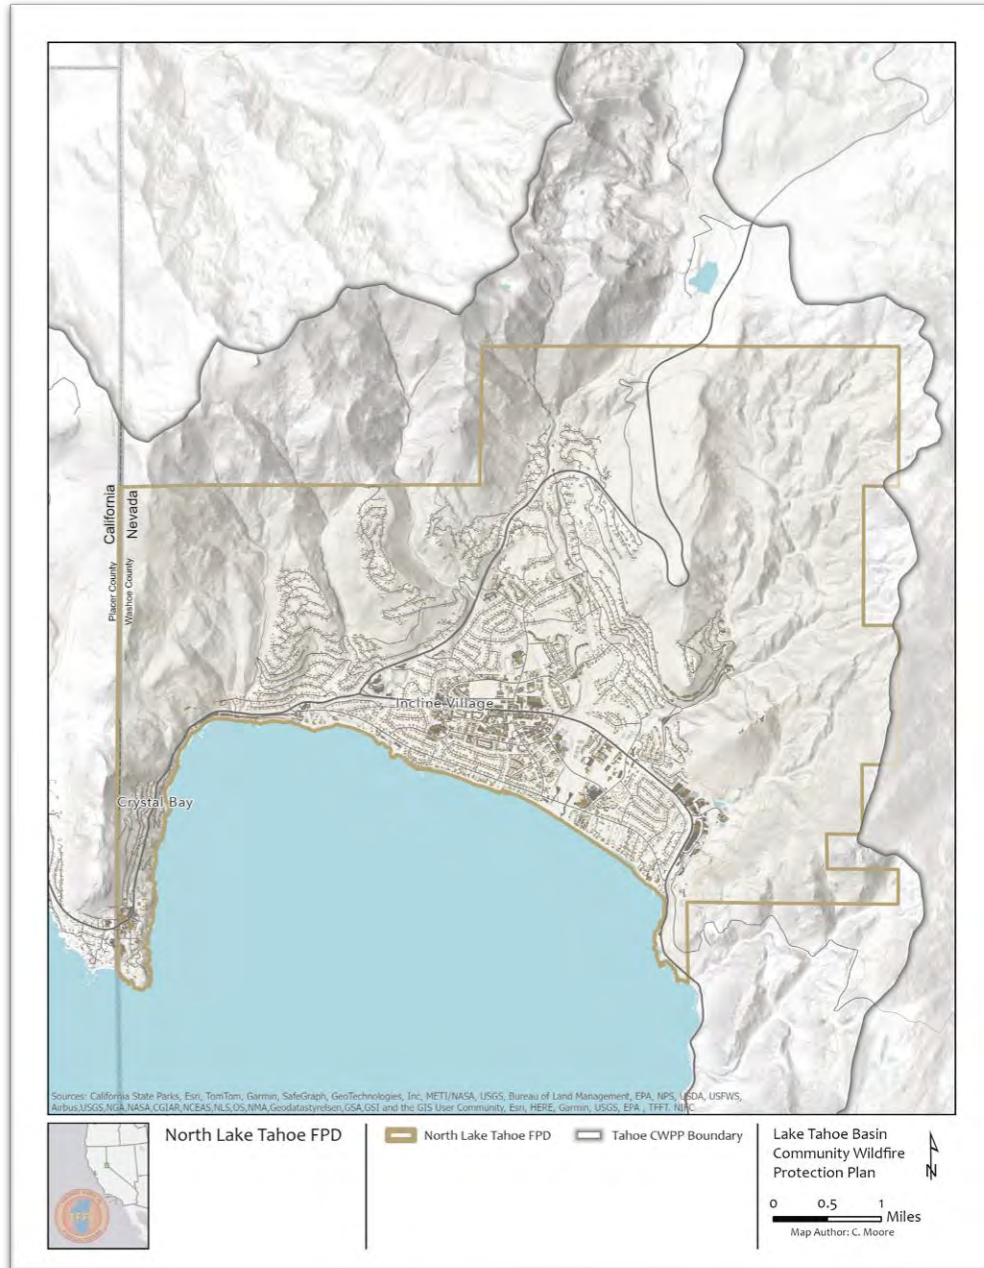 California
Nevada
Placer County
Washoe County
Incline Village
Crystal Bay
Sources: California State Parks, Esri, TomTom, Garmin, SafeGraph, GeoTechnologies, Inc, METI/NASA, USGS, Bureau of Land Management, EPA, NPS, USDA, USFWS,
Airbus,USGS,NGA,NASA,CGIAR,NCEAS,NLS,OS,NMA,Geodatastyrelsen,GSA,GSI and the GIS User Community, Esri, HERE, Garmin, USGS, EPA , TFFT. NIFC
North Lake Tahoe FPD
North Lake Tahoe FPD
Tahoe CWPP Boundary
Lake Tahoe Basin
Community Wildfire
Protection Plan
N
0 0.5 1
Miles
Map Author: C. Moore
TFFT